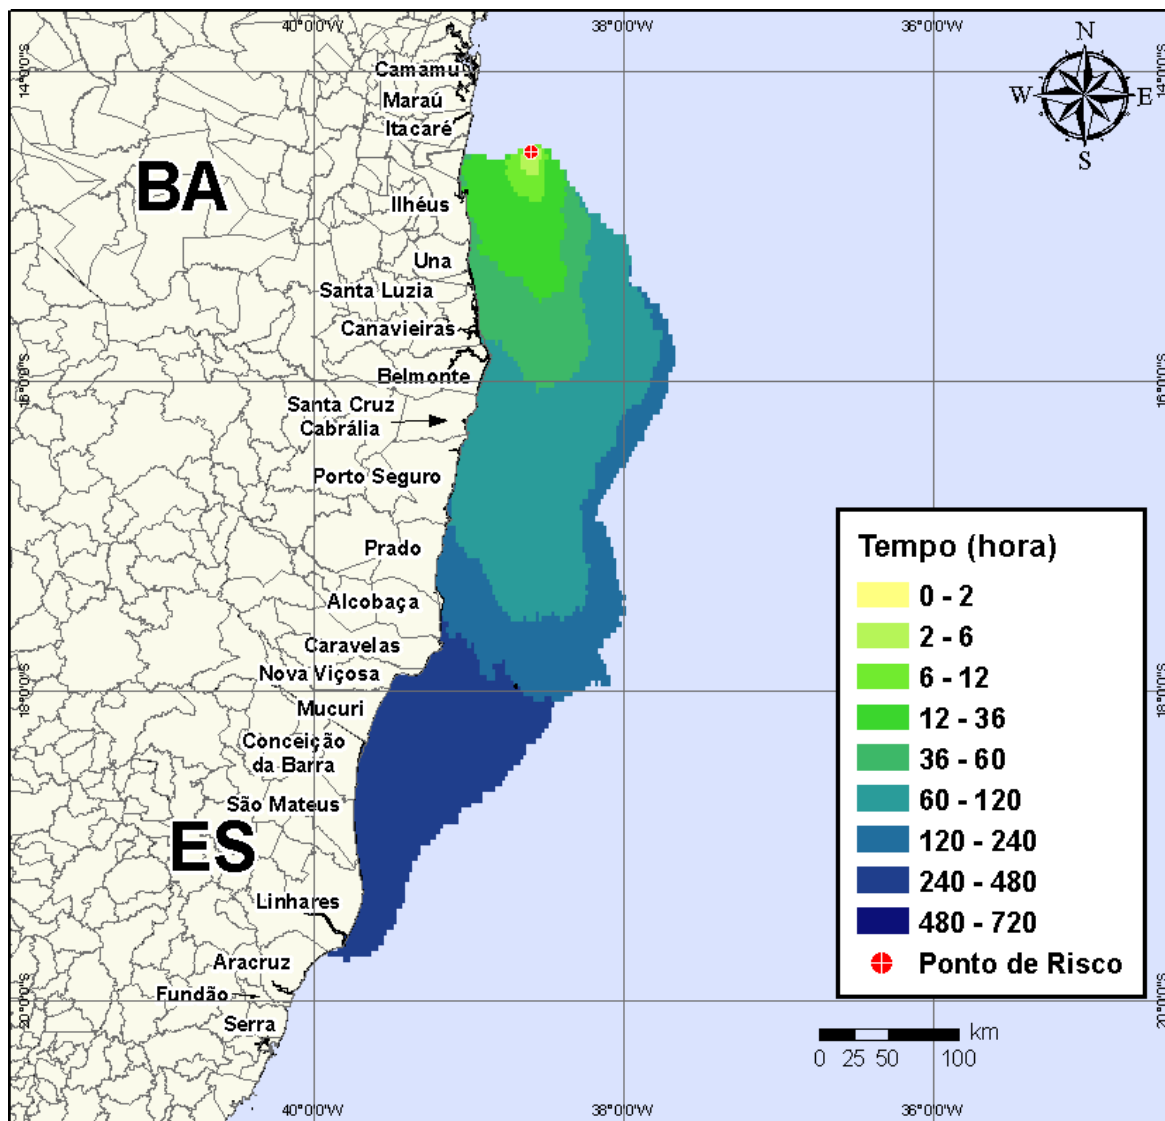 40°0'0"W
38°0'0"W
36°0'0"W
14°0'0"S
14°0'0"S
N
W
E
S
Camamu
Maraú
Itacaré
BA
Ilhéus
Una
Santa Luzia
Canavieiras
Belmonte
16°0'0"S
16°0'0"S
Santa Cruz
Cabrália
Porto Seguro
Prado
Alcobaça
Caravelas
Nova Viçosa
18°0'0"S
18°0'0"S
Mucuri
Conceição
da Barra
São Mateus
ES
Linhares
Aracruz
Fundão
Serra
20°0'0"S
20°0'0"S
Tempo (hora)
0 - 2
2 - 6
6 - 12
12 - 36
36 - 60
60 - 120
120 - 240
240 - 480
480 - 720
Ponto de Risco
km
0 25 50 100
40°0'0"W
38°0'0"W
36°0'0"W